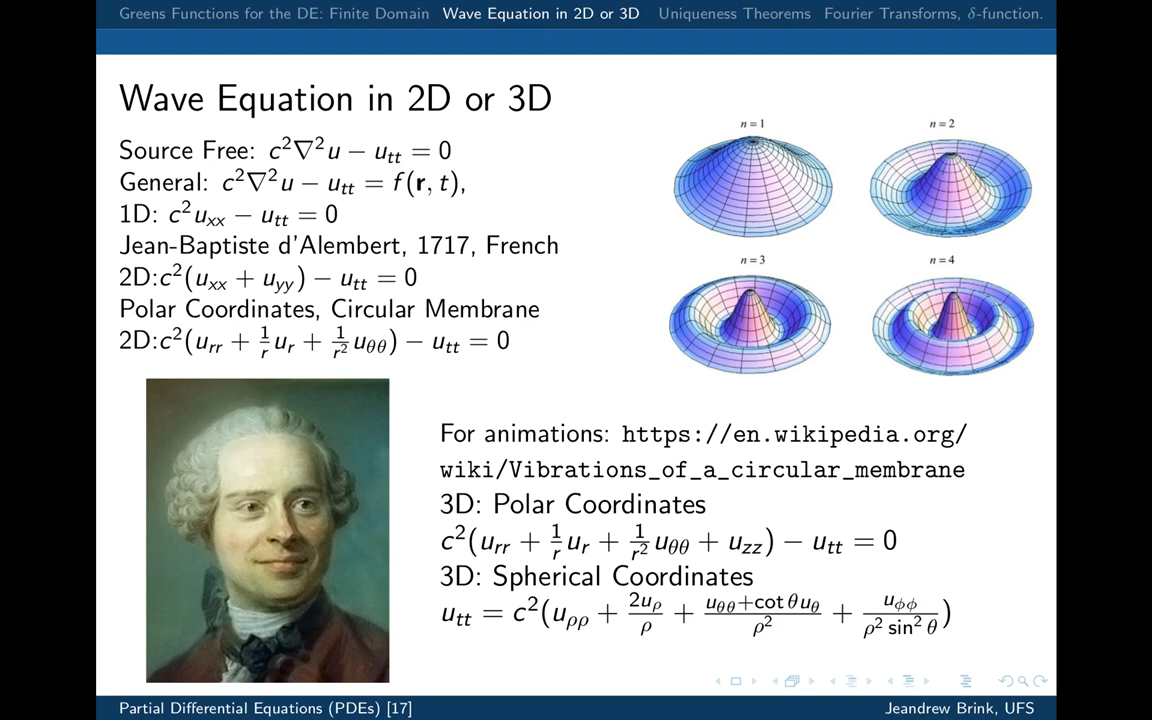 Greens Functions for the DE: Finite Domain Wave Equation in 2D or 3D Uniqueness Theorems Fourier Transforms, δ-function.
Wave Equation in 2D or 3D
Source Free: c²∇²u − uₜₜ = 0
General: c²∇²u − uₜₜ = f(r, t),
1D: c²uₓₓ − uₜₜ = 0
Jean-Baptiste d'Alembert, 1717, French
2D:c²(u_xx + u_yy) − u_tt = 0
Polar Coordinates, Circular Membrane
2D:c²(u_rr + 1/r u_r + 1/r² u_θθ) − u_tt = 0
n = 1
n = 2
n = 3
n = 4
For animations: https://en.wikipedia.org/
wiki/Vibrations_of_a_circular_membrane
3D: Polar Coordinates
c²(u_rr + 1/r u_r + 1/r² u_θθ + u_zz) − u_tt = 0
3D: Spherical Coordinates
u_tt = c²(u_ρρ + 2u_ρ/ρ + (u_θθ+cot θu_θ)/ρ² + u_ϕϕ/(ρ² sin² θ))
Partial Differential Equations (PDEs) [17]
Jeandrew Brink, UFS